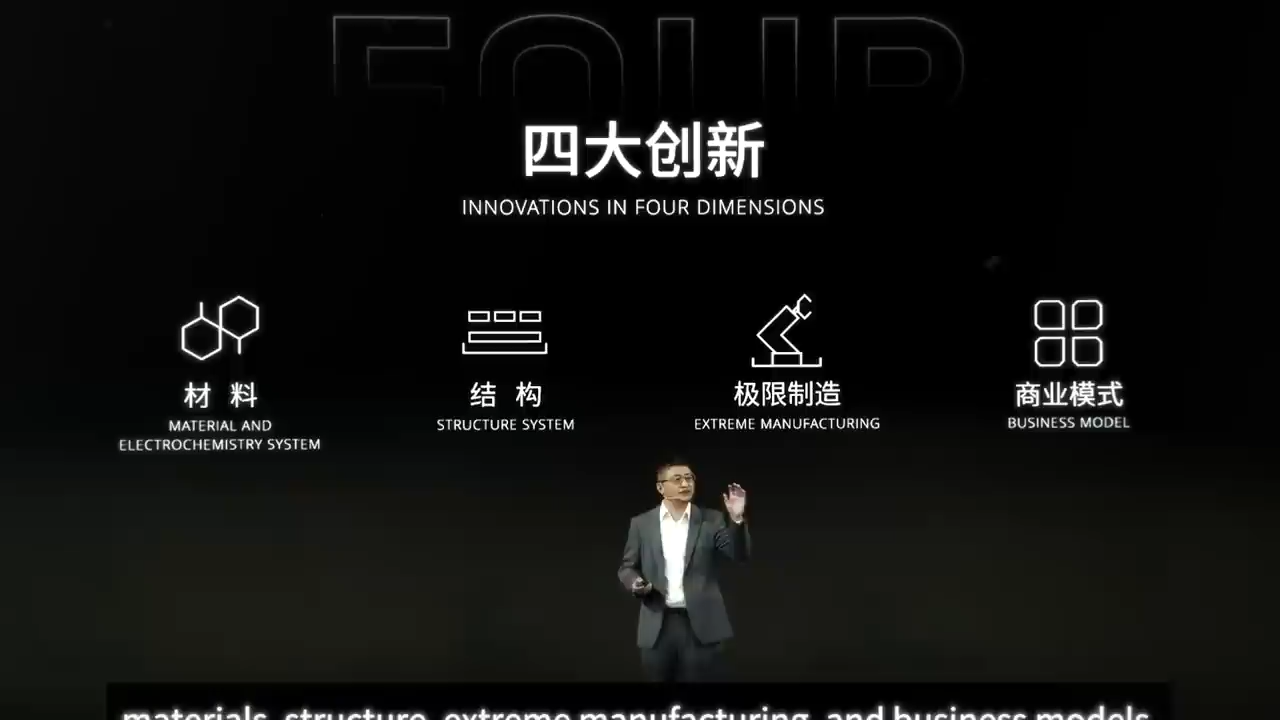 FOUR
四大创新
INNOVATIONS IN FOUR DIMENSIONS
材 料
MATERIAL AND
ELECTROCHEMISTRY SYSTEM
结 构
STRUCTURE SYSTEM
极限制造
EXTREME MANUFACTURING
商业模式
BUSINESS MODEL
materials, structure, extreme manufacturing, and business models